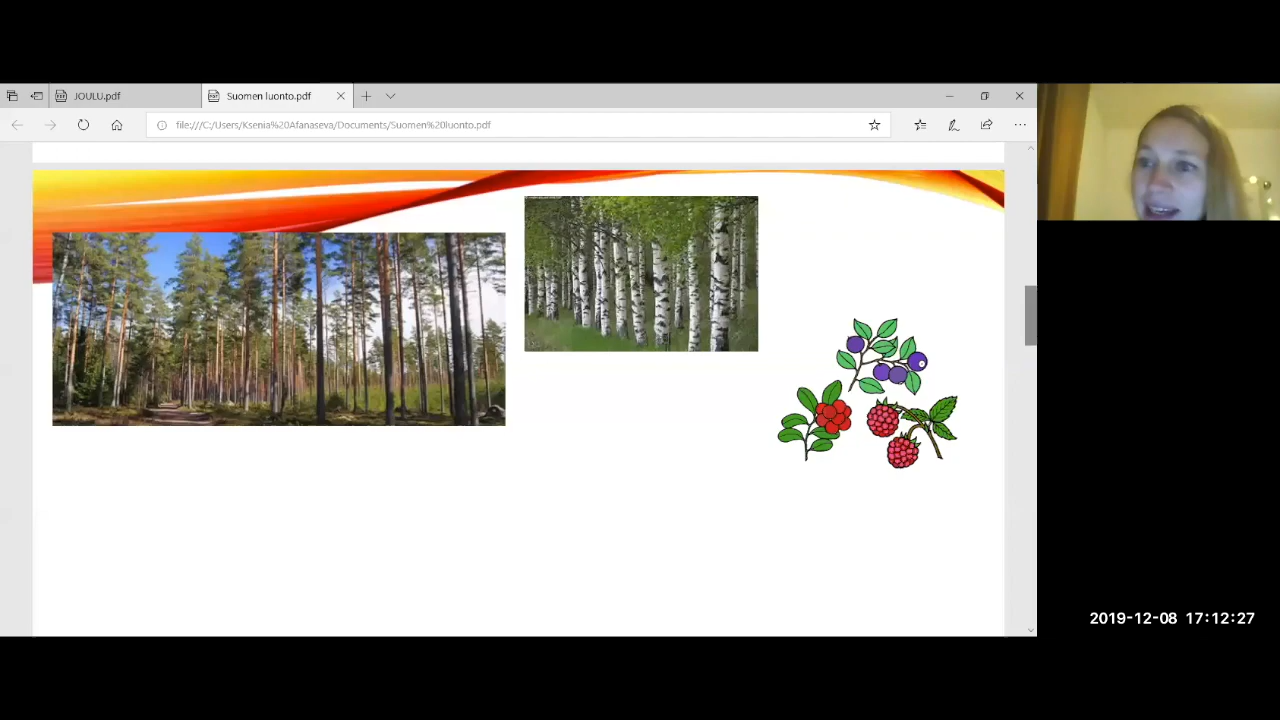 JOULU.pdf
Suomen luonto.pdf
file:///C:/Users/Ksenia%20Afanaseva/Documents/Suomen%20luonto.pdf
2019-12-08 17:12:27